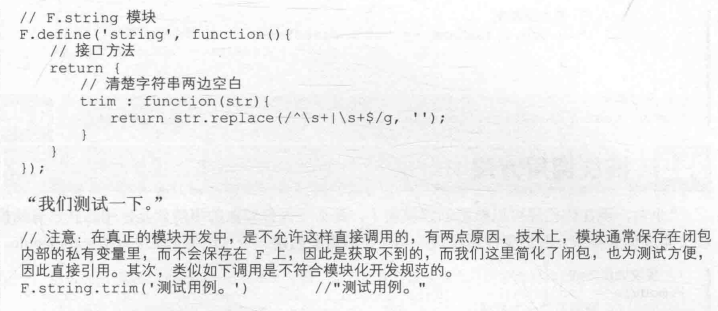 // F.string 模块
F.define('string', function(){
    // 接口方法
    return {
        // 清楚字符串两边空白
        trim : function(str){
            return str.replace(/^\s+|\s+$/g, '');
        }
    }
});
“我们测试一下。”
// 注意：在真正的模块开发中，是不允许这样直接调用的，有两点原因，技术上，模块通常保存在闭包
内部的私有变量里，而不会保存在 F 上，因此是获取不到的，而我们这里简化了闭包，也为测试方便，
因此直接引用。其次，类似如下调用是不符合模块化开发规范的。
F.string.trim('测试用例。')        //"测试用例。"